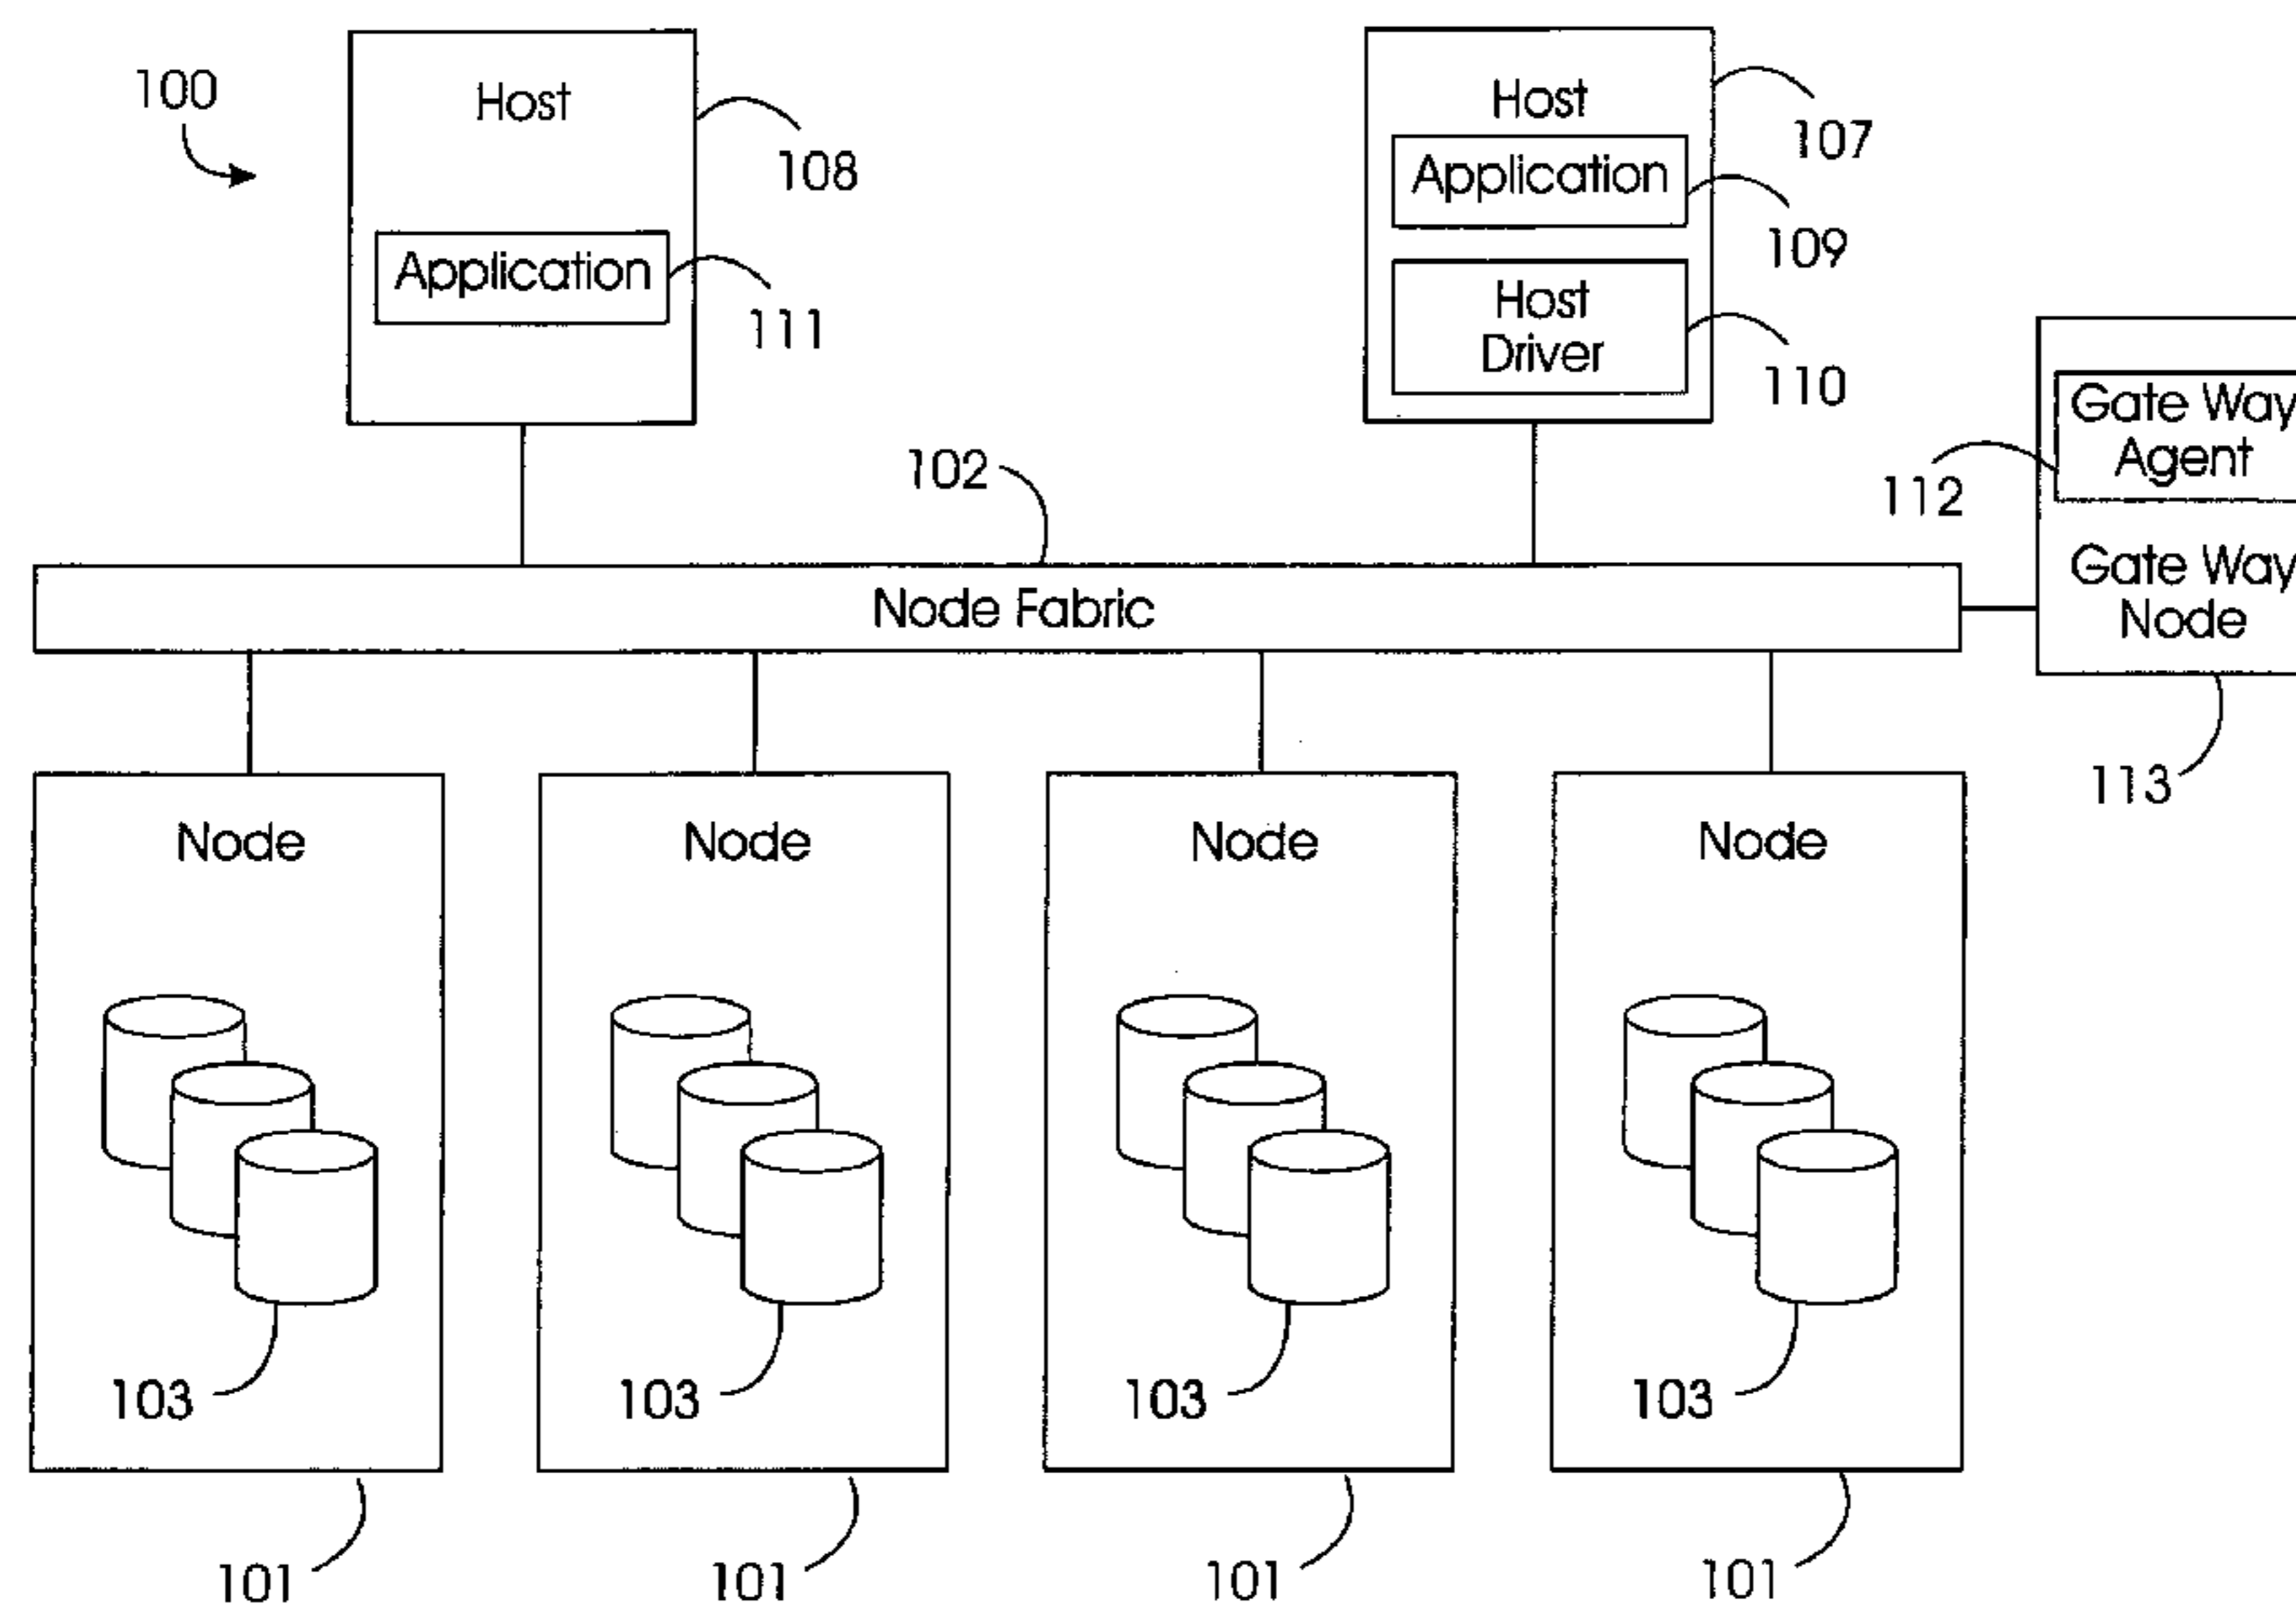 100
Host
108
Application
111
Host
107
Application
109
Host
Driver
110
102
Gate Way
Agent
112
Node Fabric
Gate Way
Node
113
Node
Node
Node
Node
103
103
103
103
101
101
101
101